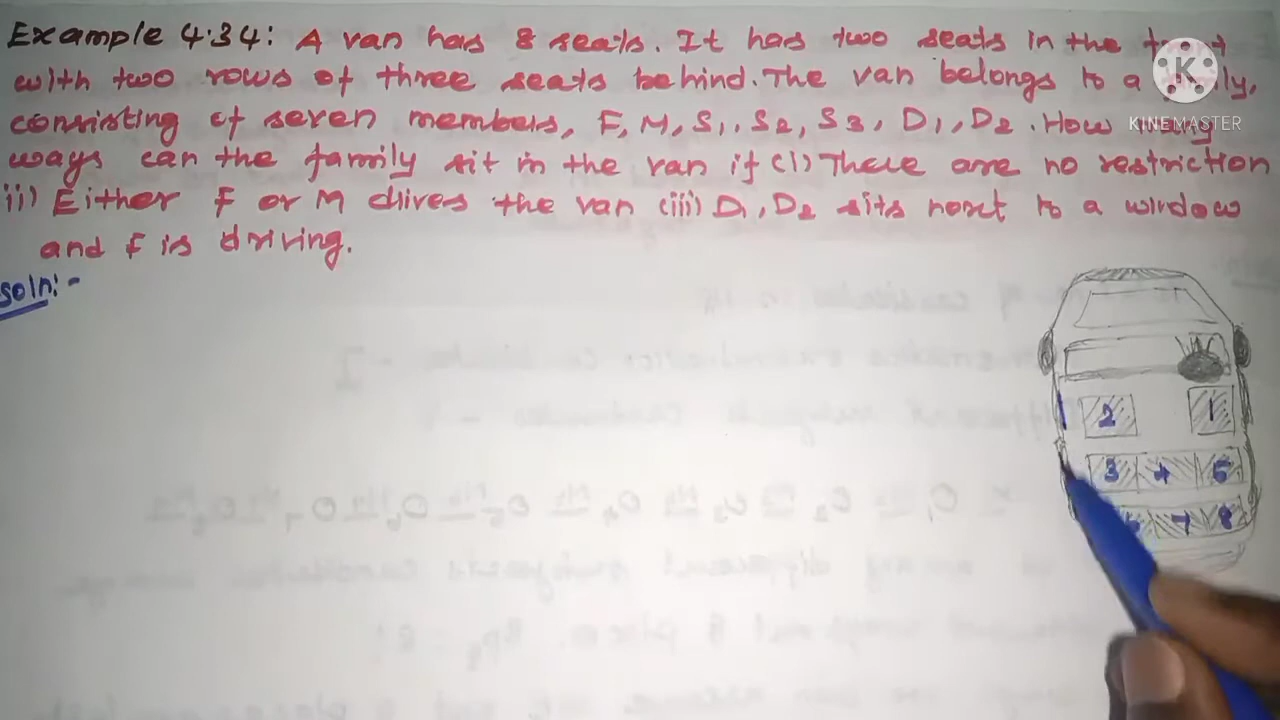 Example 4.34: A van has 8 seats. It has two seats in the front
with two rows of three seats behind. The van belongs to a family,
consisting of seven members, F, M, S1, S2, S3, D1, D2. How many
ways can the family sit in the van if (i) There are no restriction
ii) Either F or M drives the van (iii) D1, D2 sits next to a window
and F is driving.
Soln:-
K
KINEMASTER
2 1
3 4 5
6 7 8